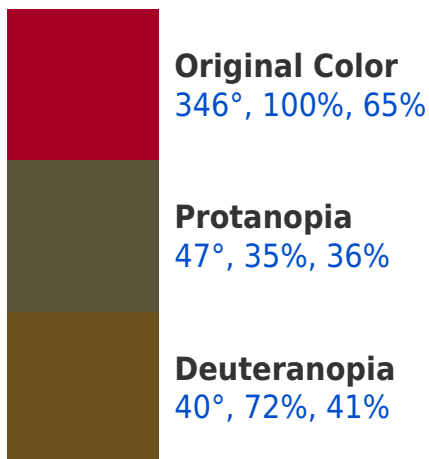 Original Color
346°, 100%, 65%
Protanopia
47°, 35%, 36%
Deuteranopia
40°, 72%, 41%